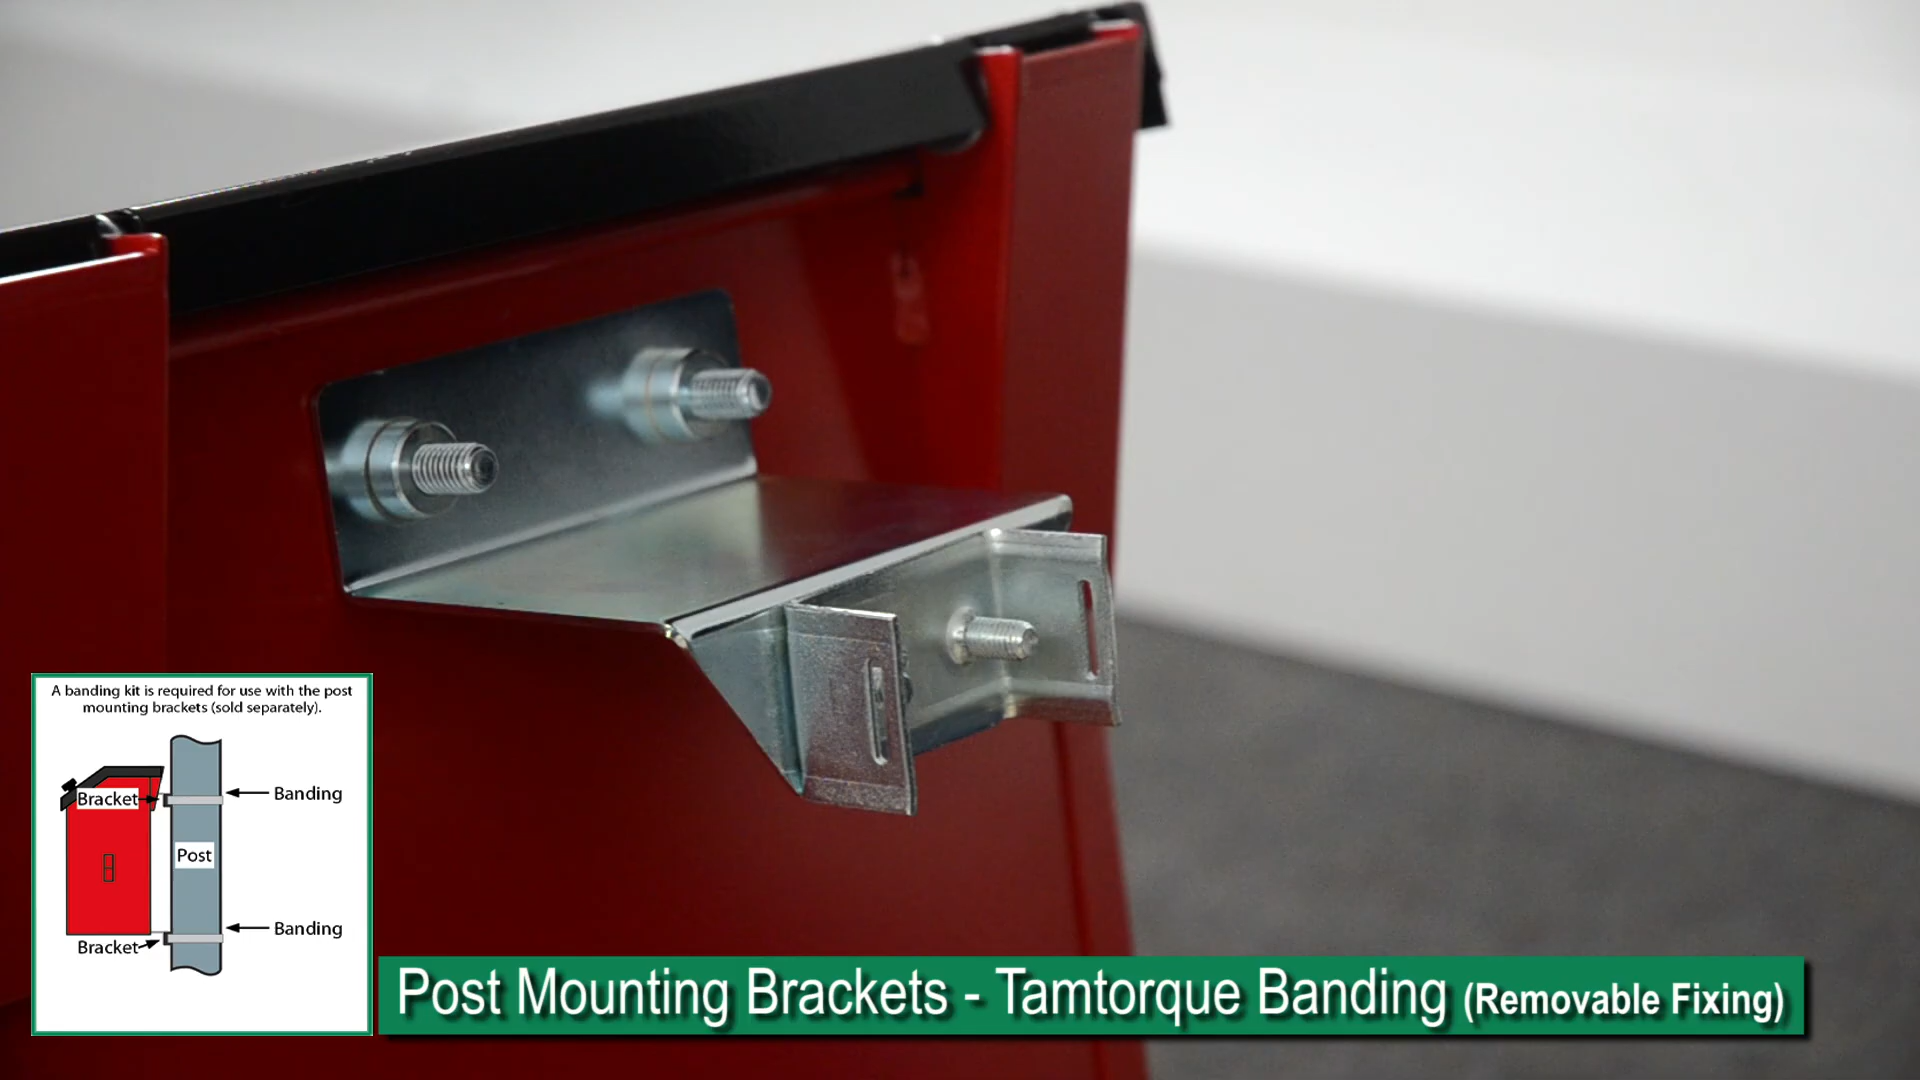 A banding kit is required for use with the post
mounting brackets (sold separately).
Bracket
Banding
Post
Banding
Bracket
Post Mounting Brackets - Tamtorque Banding (Removable Fixing)